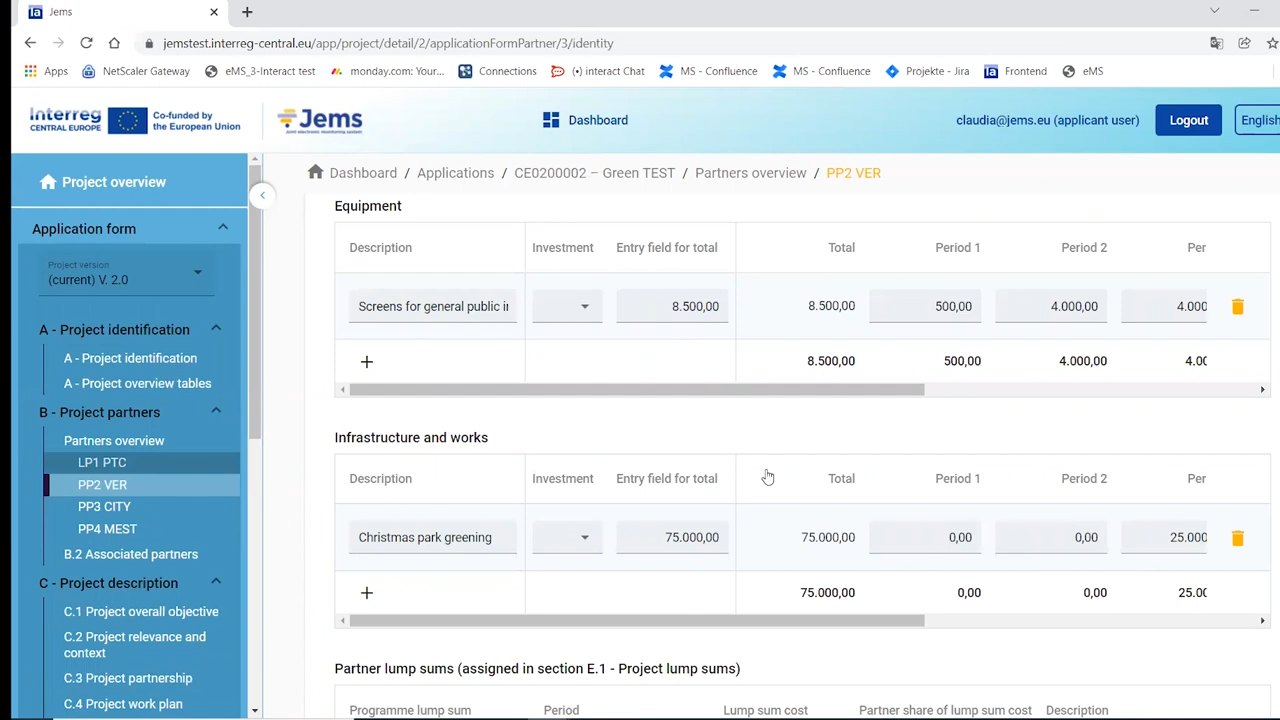 Jems
jemstest.interreg-central.eu/app/project/detail/2/applicationFormPartner/3/identity
Apps NetScaler Gateway eMS_3-Interact test monday.com: Your... Connections (•) interact Chat MS - Confluence MS - Confluence Projekte - Jira Frontend eMS
Interreg CENTRAL EUROPE
Co-funded by the European Union
Jems
Joint electronic monitoring system
Dashboard
claudia@jems.eu (applicant user)
Logout
English
Project overview
Dashboard / Applications / CE0200002 – Green TEST / Partners overview / PP2 VER
Application form
Project version
(current) V. 2.0
A - Project identification
A - Project identification
A - Project overview tables
B - Project partners
Partners overview
LP1 PTC
PP2 VER
PP3 CITY
PP4 MEST
B.2 Associated partners
C - Project description
C.1 Project overall objective
C.2 Project relevance and
context
C.3 Project partnership
C.4 Project work plan
Equipment
Description Investment Entry field for total Total Period 1 Period 2 Per
Screens for general public ir 8.500,00 8.500,00 500,00 4.000,00 4.000
+ 8.500,00 500,00 4.000,00 4.00
Infrastructure and works
Description Investment Entry field for total Total Period 1 Period 2 Per
Christmas park greening 75.000,00 75.000,00 0,00 0,00 25.000
+ 75.000,00 0,00 0,00 25.00
Partner lump sums (assigned in section E.1 - Project lump sums)
Programme lump sum Period Lump sum cost Partner share of lump sum cost Description